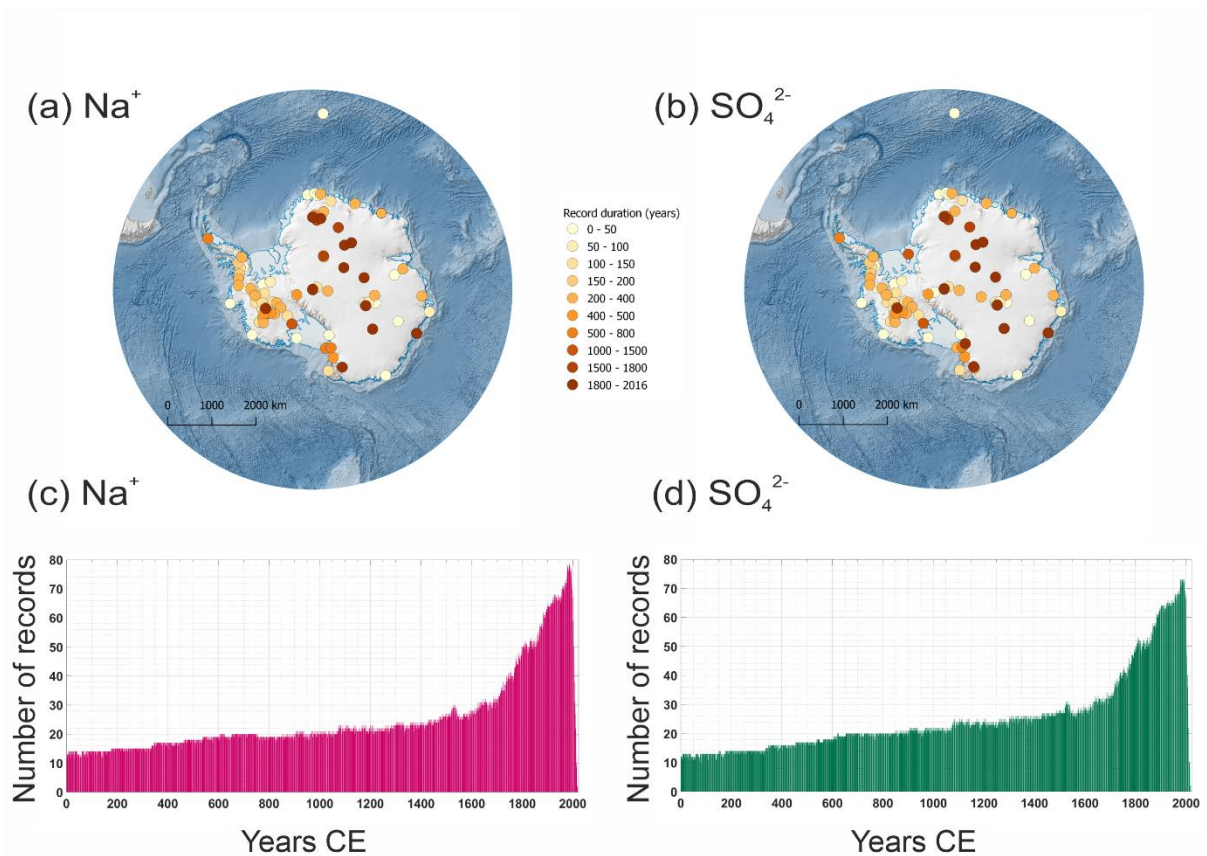 (a) Na⁺
(b) SO₄²⁻
Record duration (years)
0 - 50
50 - 100
100 - 150
150 - 200
200 - 400
400 - 500
500 - 800
1000 - 1500
1500 - 1800
1800 - 2016
0 1000 2000 km
0 1000 2000 km
(c) Na⁺
(d) SO₄²⁻
Number of records
80
70
60
50
40
30
20
10
0
0 200 400 600 800 1000 1200 1400 1600 1800 2000
Years CE
Number of records
80
70
60
50
40
30
20
10
0
0 200 400 600 800 1000 1200 1400 1600 1800 2000
Years CE